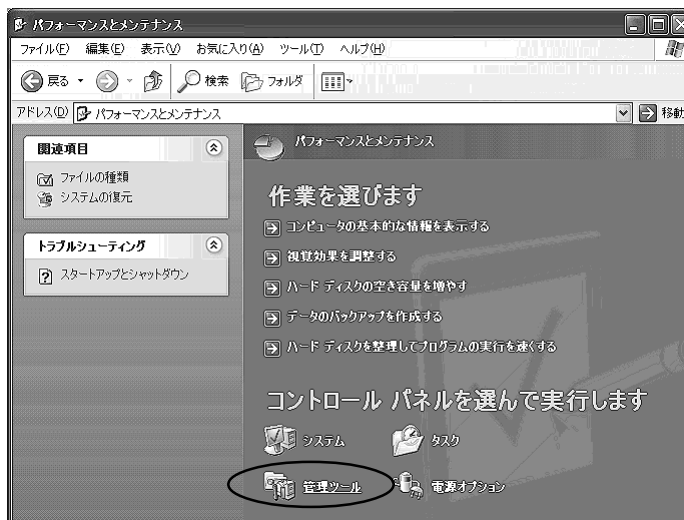 パフォーマンスとメンテナンス
ファイル(F) 編集(E) 表示(V) お気に入り(A) ツール(T) ヘルプ(H)
戻る 検索 フォルダ
アドレス(D) パフォーマンスとメンテナンス 移動
関連項目
ファイルの種類
システムの復元
トラブルシューティング
スタートアップとシャットダウン
パフォーマンスとメンテナンス
作業を選びます
コンピュータの基本的な情報を表示する
視覚効果を調整する
ハード ディスクの空き容量を増やす
データのバックアップを作成する
ハード ディスクを整理してプログラムの実行を速くする
コントロール パネルを選んで実行します
システム タスク
管理ツール 電源オプション